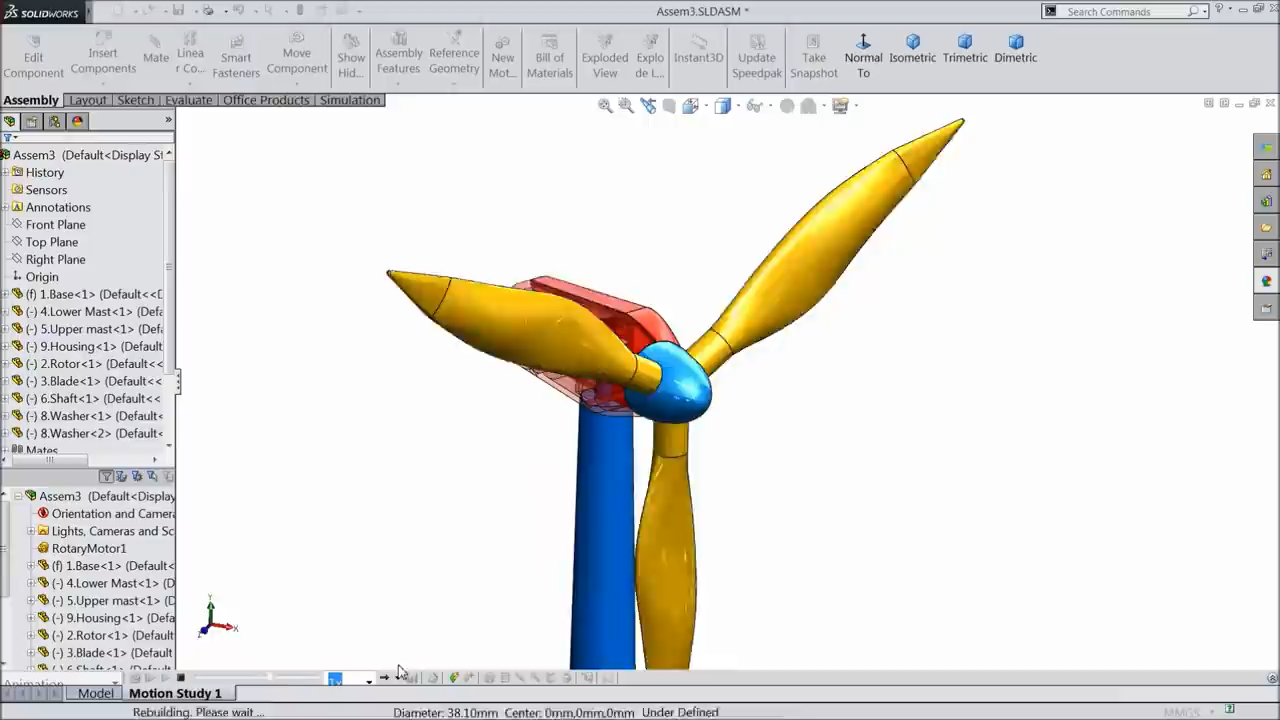 SOLIDWORKS
Assem3.SLDASM *
Search Commands
Edit Component
Insert Components
Mate
Linea r Co...
Smart Fasteners
Move Component
Show Hid...
Assembly Features
Reference Geometry
New Mot...
Bill of Materials
Exploded View
Explo de L...
Instant3D
Update Speedpak
Take Snapshot
Normal To
Isometric
Trimetric
Dimetric
Assembly Layout Sketch Evaluate Office Products Simulation
Assem3 (Default<Display St
History
Sensors
Annotations
Front Plane
Top Plane
Right Plane
Origin
(f) 1.Base<1> (Default<<D
(-) 4.Lower Mast<1> (Defa
(-) 5.Upper mast<1> (Defa
(-) 9.Housing<1> (Default
(-) 2.Rotor<1> (Default<
(-) 3.Blade<1> (Default<<
(-) 6.Shaft<1> (Default<<
(-) 8.Washer<1> (Default
(-) 8.Washer<2> (Default
Mates
Assem3 (Default<Display
Orientation and Camera
Lights, Cameras and Sc
RotaryMotor1
(f) 1.Base<1> (Default
(-) 4.Lower Mast<1> (D
(-) 5.Upper mast<1> (D
(-) 9.Housing<1> (Defa
(-) 2.Rotor<1> (Default
(-) 3.Blade<1> (Default
(-) 6.Shaft<1> (Default
Y
X
Z
Animation
Model Motion Study 1
Rebuilding. Please wait ... Diameter: 38.10mm Center: 0mm,0mm,0mm Under Defined MMGS